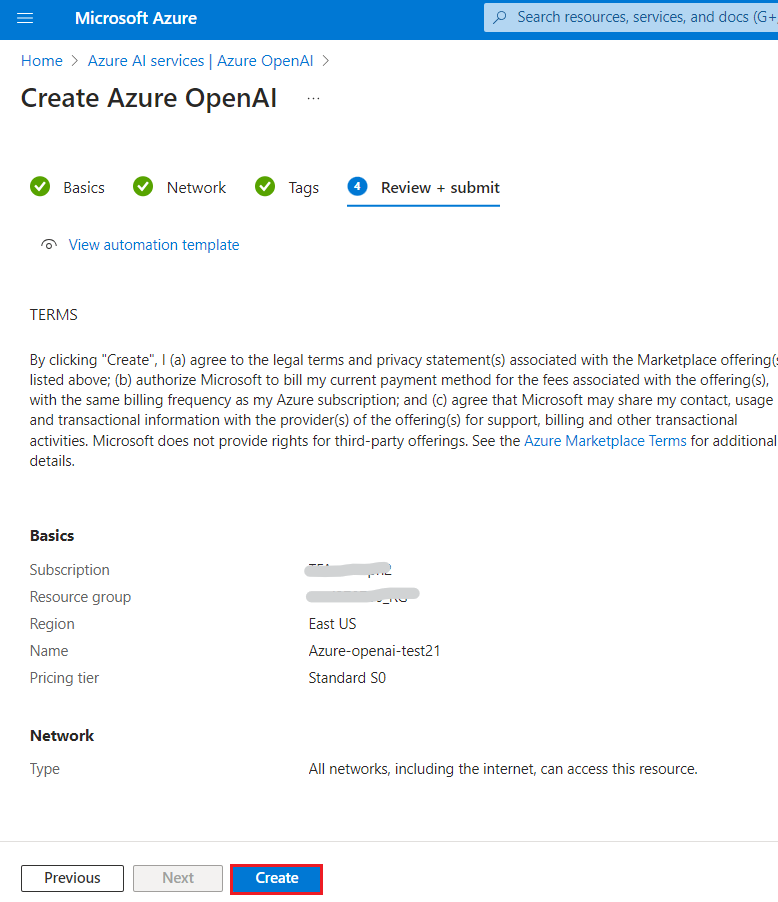 Microsoft Azure
Search resources, services, and docs (G+/
Home > Azure AI services | Azure OpenAI >
Create Azure OpenAI ...
Basics Network Tags 4 Review + submit
View automation template
TERMS
By clicking "Create", I (a) agree to the legal terms and privacy statement(s) associated with the Marketplace offering(s
listed above; (b) authorize Microsoft to bill my current payment method for the fees associated with the offering(s),
with the same billing frequency as my Azure subscription; and (c) agree that Microsoft may share my contact, usage
and transactional information with the provider(s) of the offering(s) for support, billing and other transactional
activities. Microsoft does not provide rights for third-party offerings. See the Azure Marketplace Terms for additional
details.
Basics
Subscription
Resource group
Region East US
Name Azure-openai-test21
Pricing tier Standard S0
Network
Type All networks, including the internet, can access this resource.
Previous Next Create